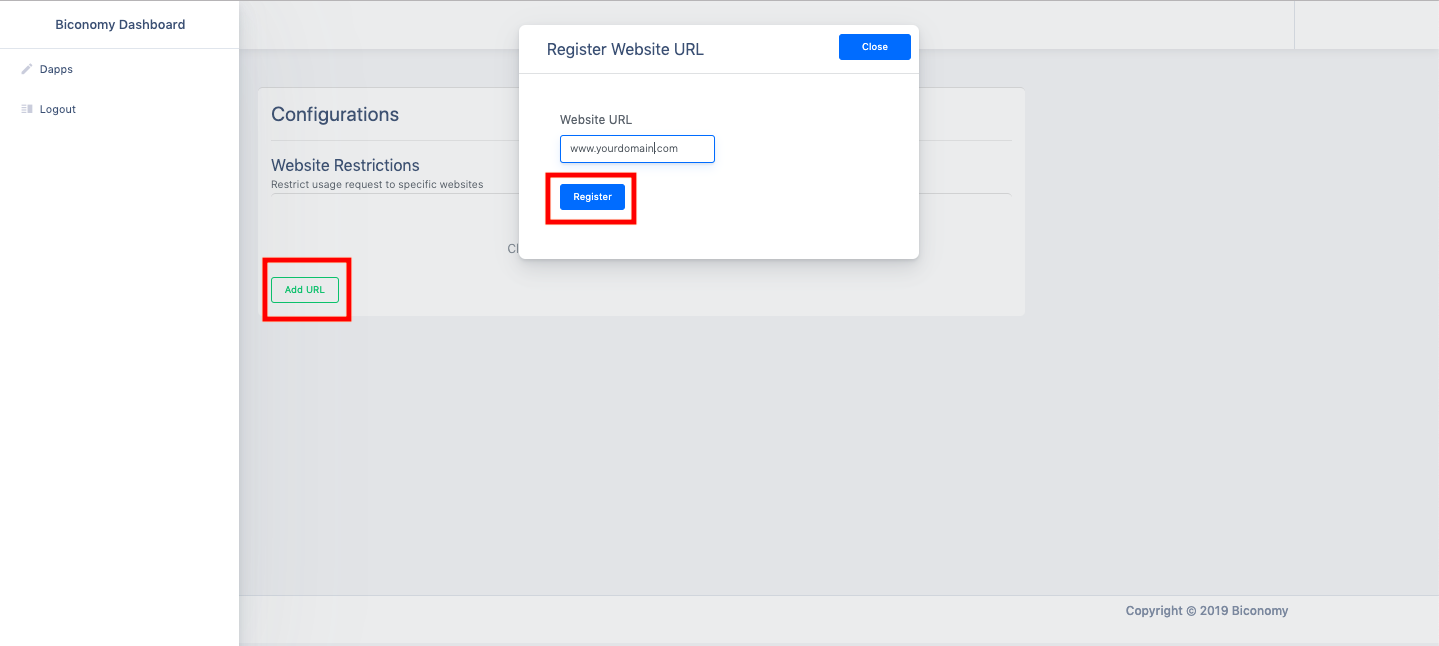 Biconomy Dashboard
Dapps
Logout
Register Website URL
Close
Website URL
www.yourdomain.com
Register
Configurations
Website Restrictions
Restrict usage request to specific websites
Add URL
Copyright © 2019 Biconomy